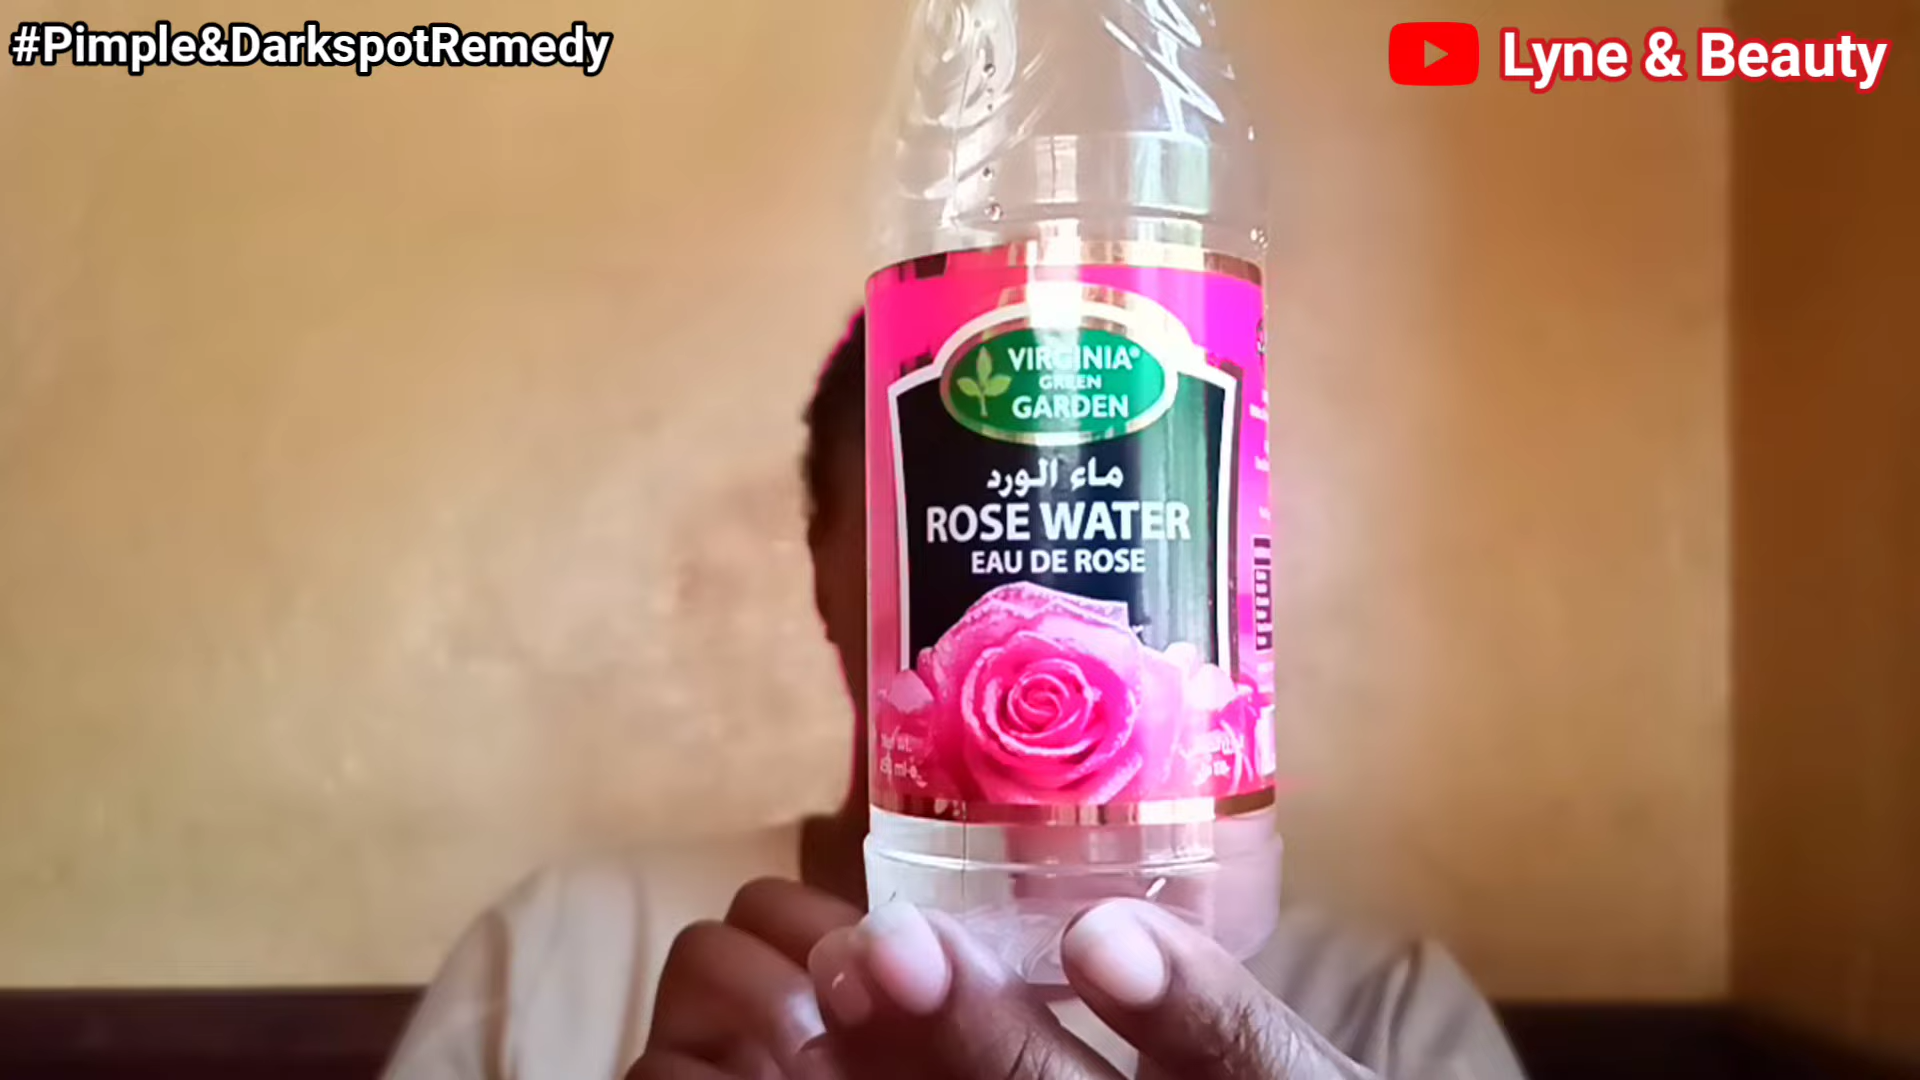 #Pimple&DarkspotRemedy
Lyne & Beauty
VIRGINIA®
GREEN
GARDEN
ماء الورد
ROSE WATER
EAU DE ROSE